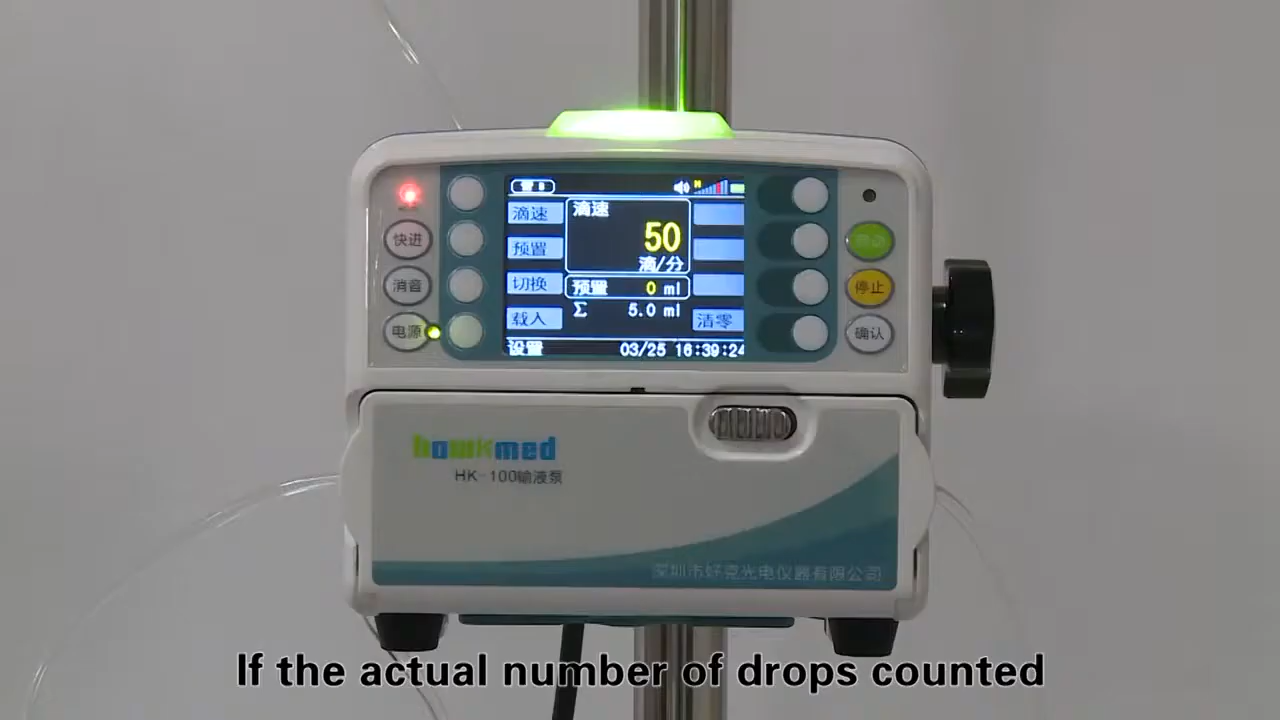 滴速
滴速
50
滴/分
预置
切换
预置 0 ml
载入
Σ 5.0 ml
清零
设置 03/25 16:39:24
快进
消音
电源
启动
停止
确认
hawkmed
HK-100输液泵
深圳市好克光电仪器有限公司
If the actual number of drops counted